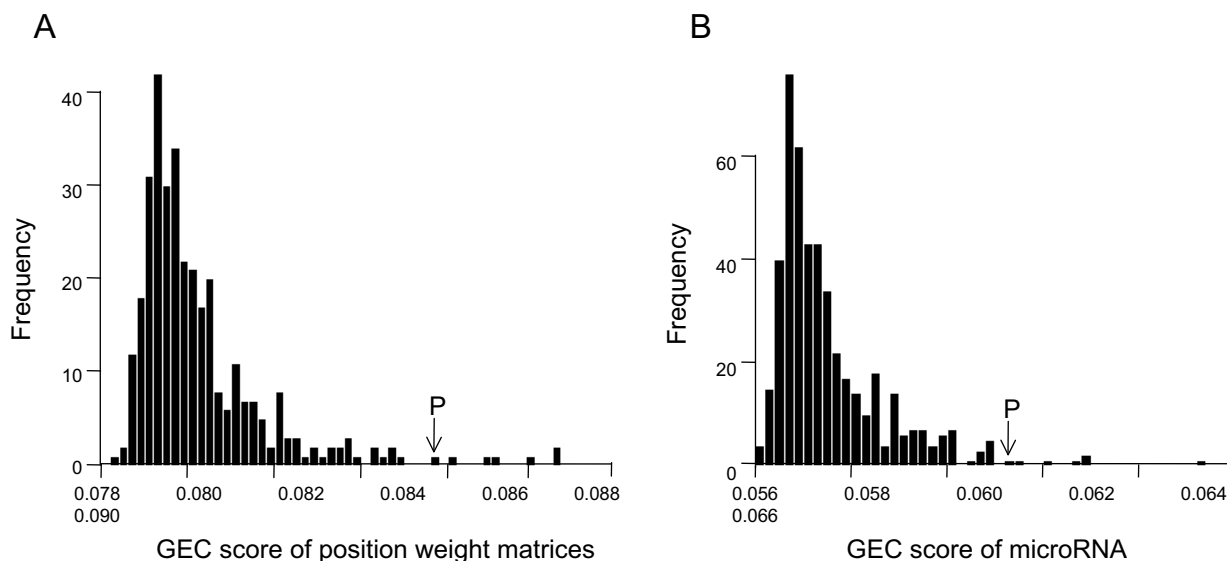 A
B
Frequency
40
30
20
10
0
P
0.078 0.080 0.082 0.084 0.086 0.088
0.090
GEC score of position weight matrices
Frequency
60
40
20
0
P
0.056 0.058 0.060 0.062 0.064
0.066
GEC score of microRNA